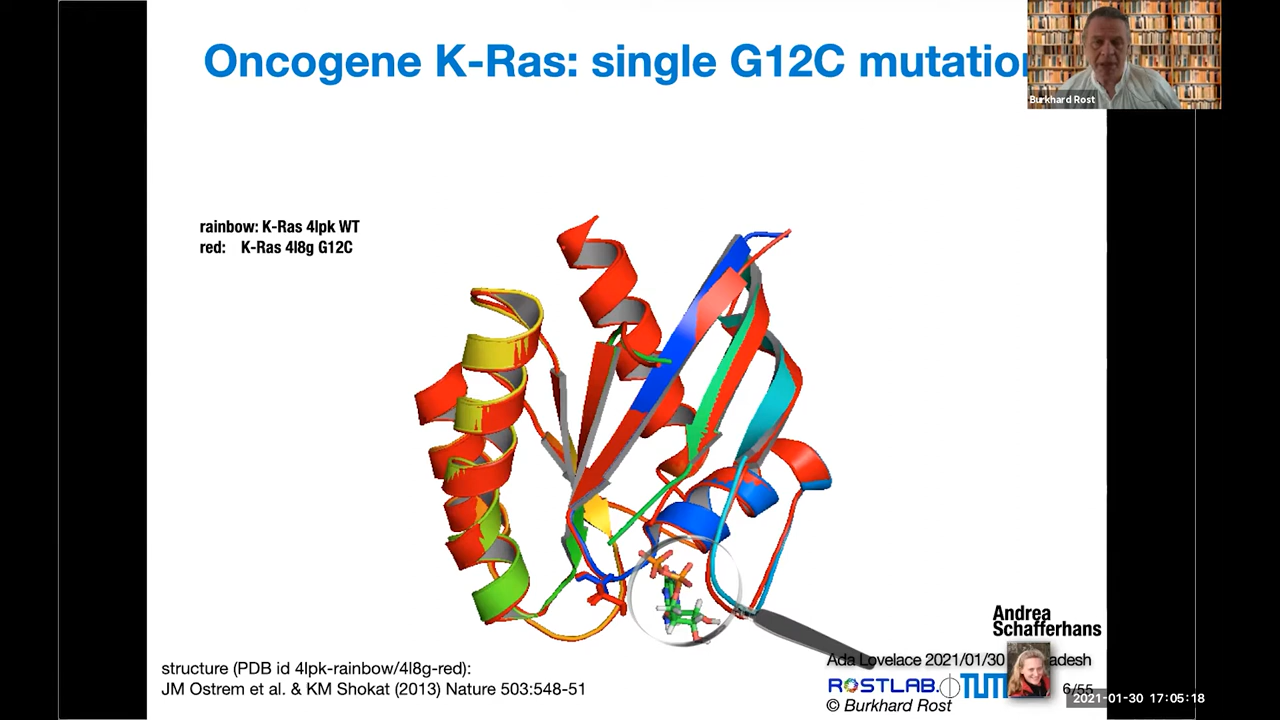 Oncogene K-Ras: single G12C mutation
Burkhard Rost
rainbow: K-Ras 4lpk WT
red: K-Ras 4l8g G12C
Andrea
Schafferhans
structure (PDB id 4lpk-rainbow/4l8g-red):
JM Ostrem et al. & KM Shokat (2013) Nature 503:548-51
Ada Lovelace 2021/01/30 adesh
ROSTLAB. TUM
6/55
2021-01-30 17:05:18
© Burkhard Rost